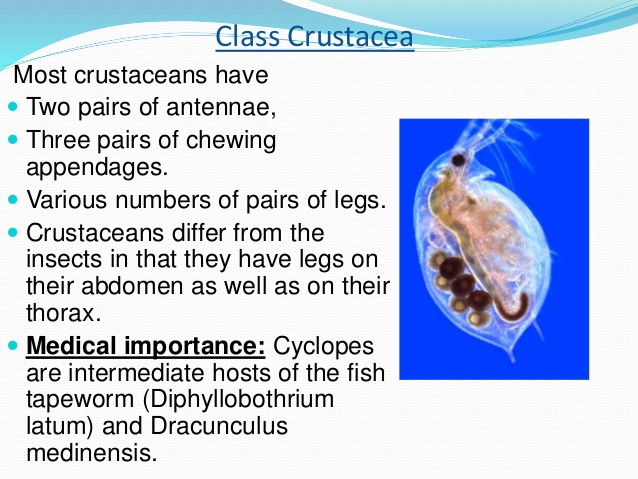 Class Crustacea
Most crustaceans have
Two pairs of antennae,
Three pairs of chewing
appendages.
Various numbers of pairs of legs.
Crustaceans differ from the
insects in that they have legs on
their abdomen as well as on their
thorax.
Medical importance: Cyclopes
are intermediate hosts of the fish
tapeworm (Diphyllobothrium
latum) and Dracunculus
medinensis.